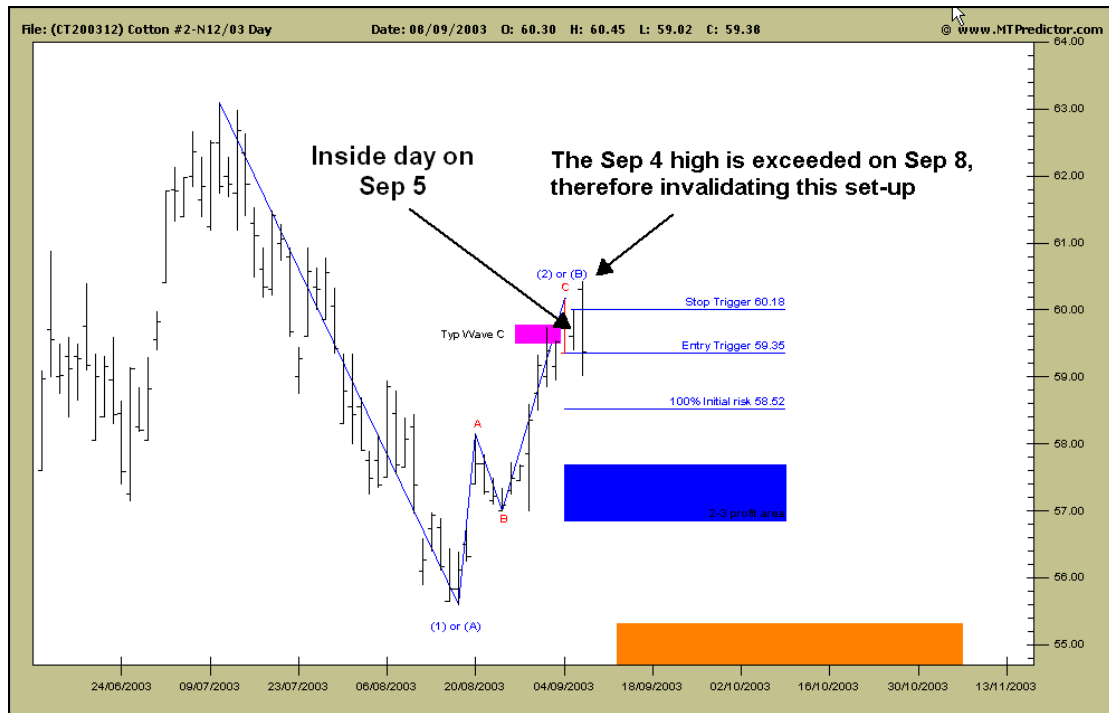 File: (CT200312) Cotton #2-N12/03 Day Date: 08/09/2003 O: 60.30 H: 60.45 L: 59.02 C: 59.38 © www.MTPredictor.com
64.00
63.00
Inside day on
Sep 5
The Sep 4 high is exceeded on Sep 8,
therefore invalidating this set-up
62.00
61.00
(2) or (B)
C
Stop Trigger 60.18
60.00
Typ Wave C
Entry Trigger 59.35
59.00
100% Initial risk 58.52
A
58.00
2-3 profit area
57.00
B
56.00
(1) or (A)
55.00
24/06/2003 09/07/2003 23/07/2003 06/08/2003 20/08/2003 04/09/2003 18/09/2003 02/10/2003 16/10/2003 30/10/2003 13/11/2003